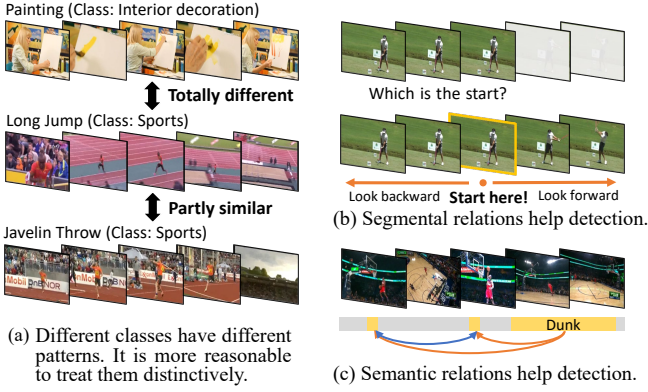 Painting (Class: Interior decoration)
Totally different
Long Jump (Class: Sports)
Partly similar
Javelin Throw (Class: Sports)
Mobil DnBNOR
(a) Different classes have different
patterns. It is more reasonable
to treat them distinctively.
Which is the start?
Look backward Start here! Look forward
(b) Segmental relations help detection.
Dunk
(c) Semantic relations help detection.